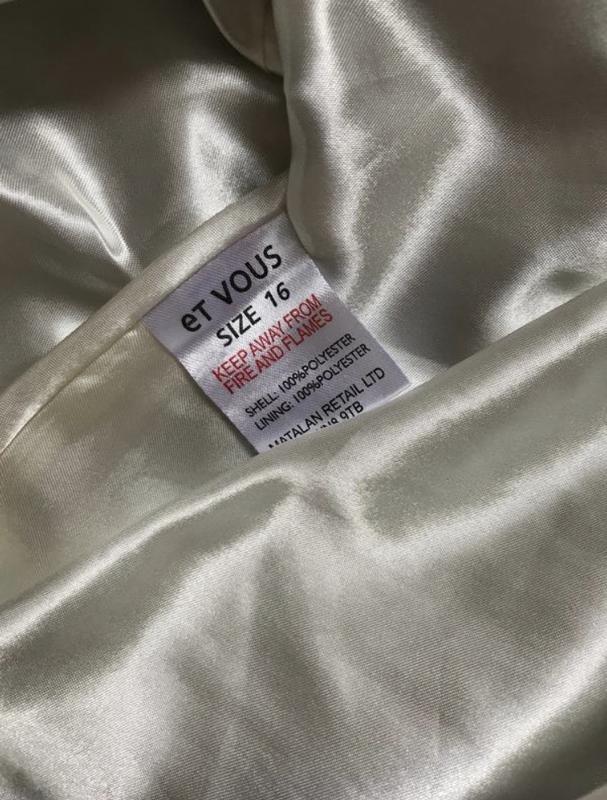 eT VOUS
SIZE 16
KEEP AWAY FROM
FIRE AND FLAMES
SHELL: 100%POLYESTER
LINING: 100%POLYESTER
MATALAN RETAIL LTD
9TB